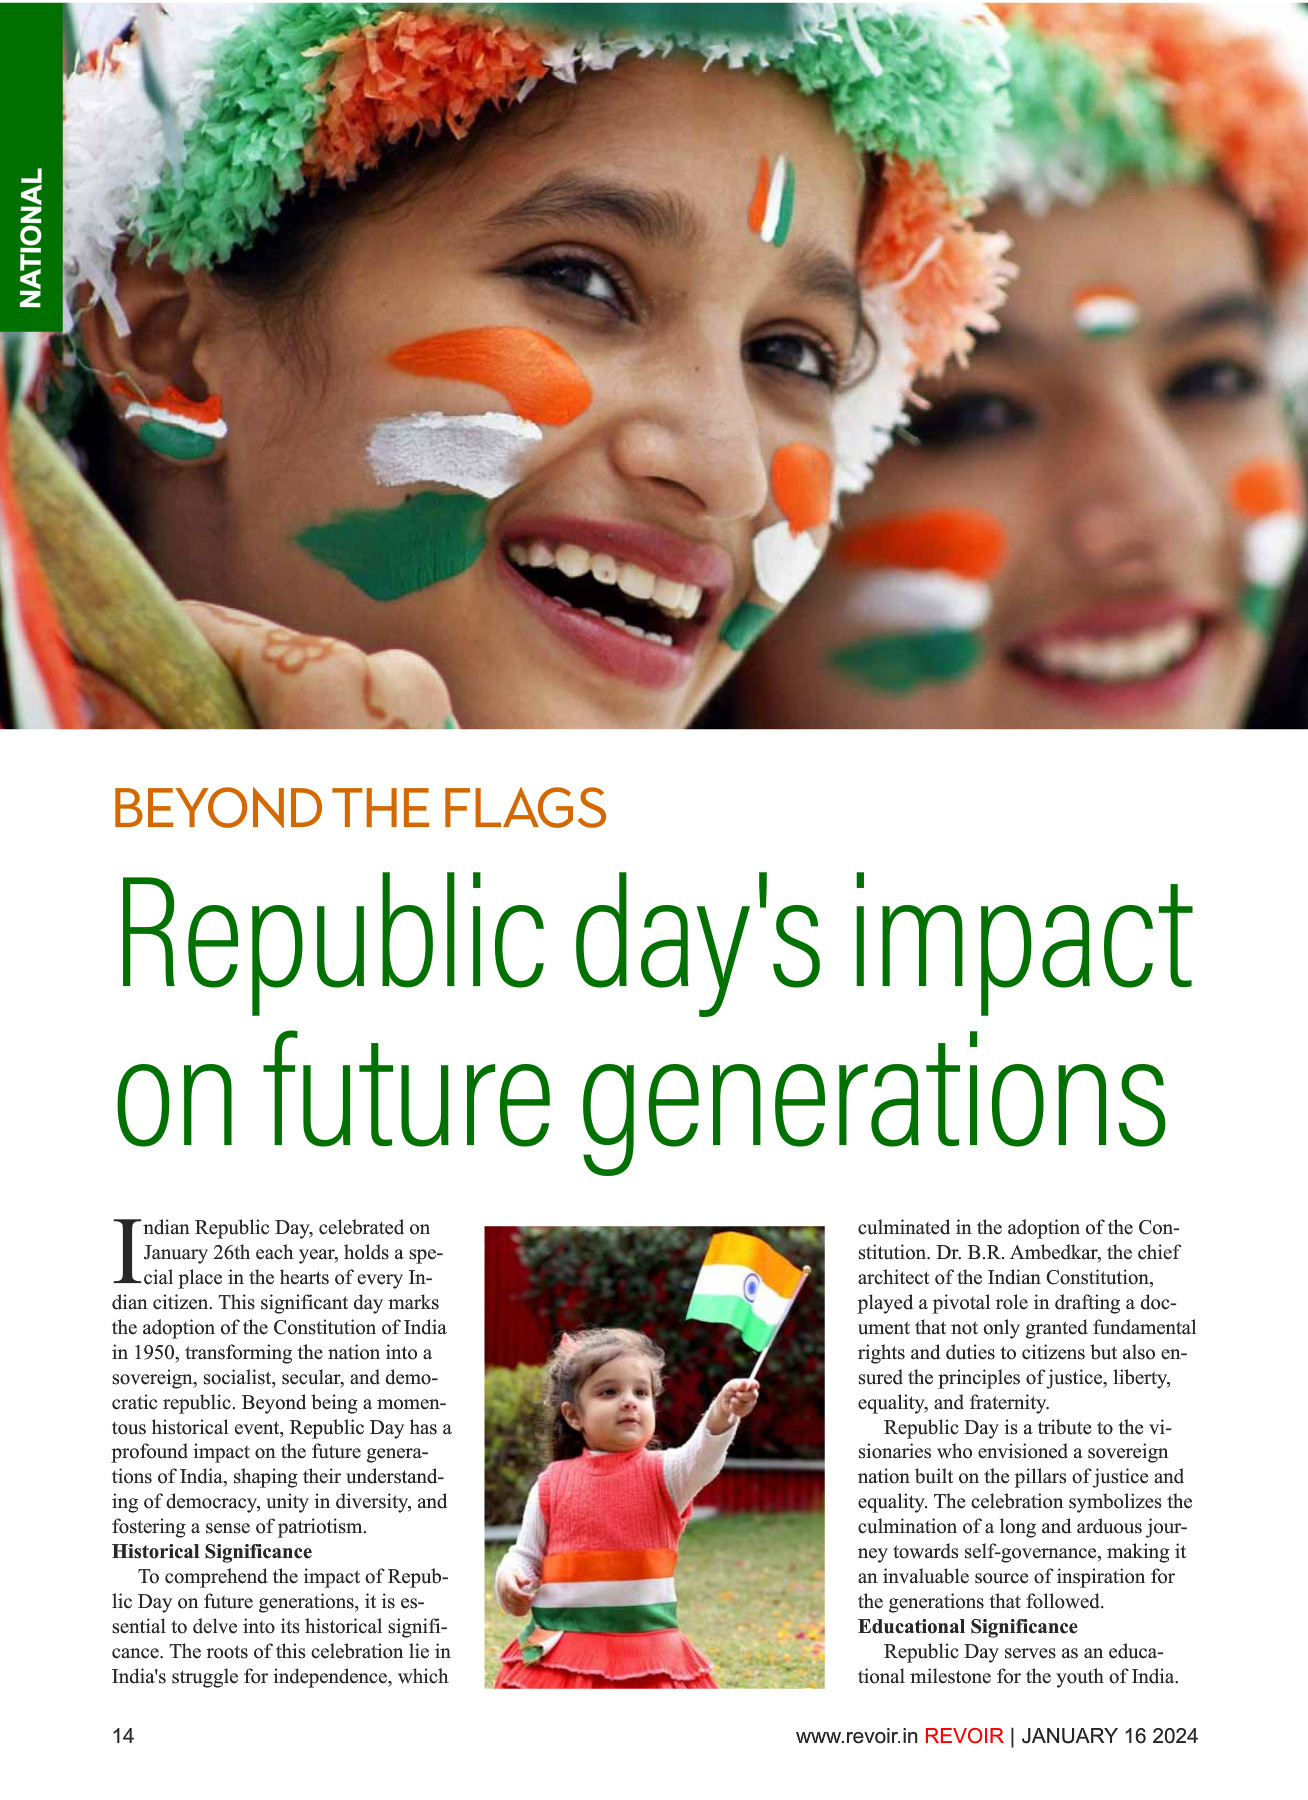 NATIONAL
BEYOND THE FLAGS
Republic day's impact
on future generations
Indian Republic Day, celebrated on
January 26th each year, holds a spe-
cial place in the hearts of every In-
dian citizen. This significant day marks
the adoption of the Constitution of India
in 1950, transforming the nation into a
sovereign, socialist, secular, and demo-
cratic republic. Beyond being a momen-
tous historical event, Republic Day has a
profound impact on the future genera-
tions of India, shaping their understand-
ing of democracy, unity in diversity, and
fostering a sense of patriotism.
Historical Significance
To comprehend the impact of Repub-
lic Day on future generations, it is es-
sential to delve into its historical signifi-
cance. The roots of this celebration lie in
India's struggle for independence, which
culminated in the adoption of the Con-
stitution. Dr. B.R. Ambedkar, the chief
architect of the Indian Constitution,
played a pivotal role in drafting a doc-
ument that not only granted fundamental
rights and duties to citizens but also en-
sured the principles of justice, liberty,
equality, and fraternity.
Republic Day is a tribute to the vi-
sionaries who envisioned a sovereign
nation built on the pillars of justice and
equality. The celebration symbolizes the
culmination of a long and arduous jour-
ney towards self-governance, making it
an invaluable source of inspiration for
the generations that followed.
Educational Significance
Republic Day serves as an educa-
tional milestone for the youth of India.
14
www.revoir.in REVOIR | JANUARY 16 2024